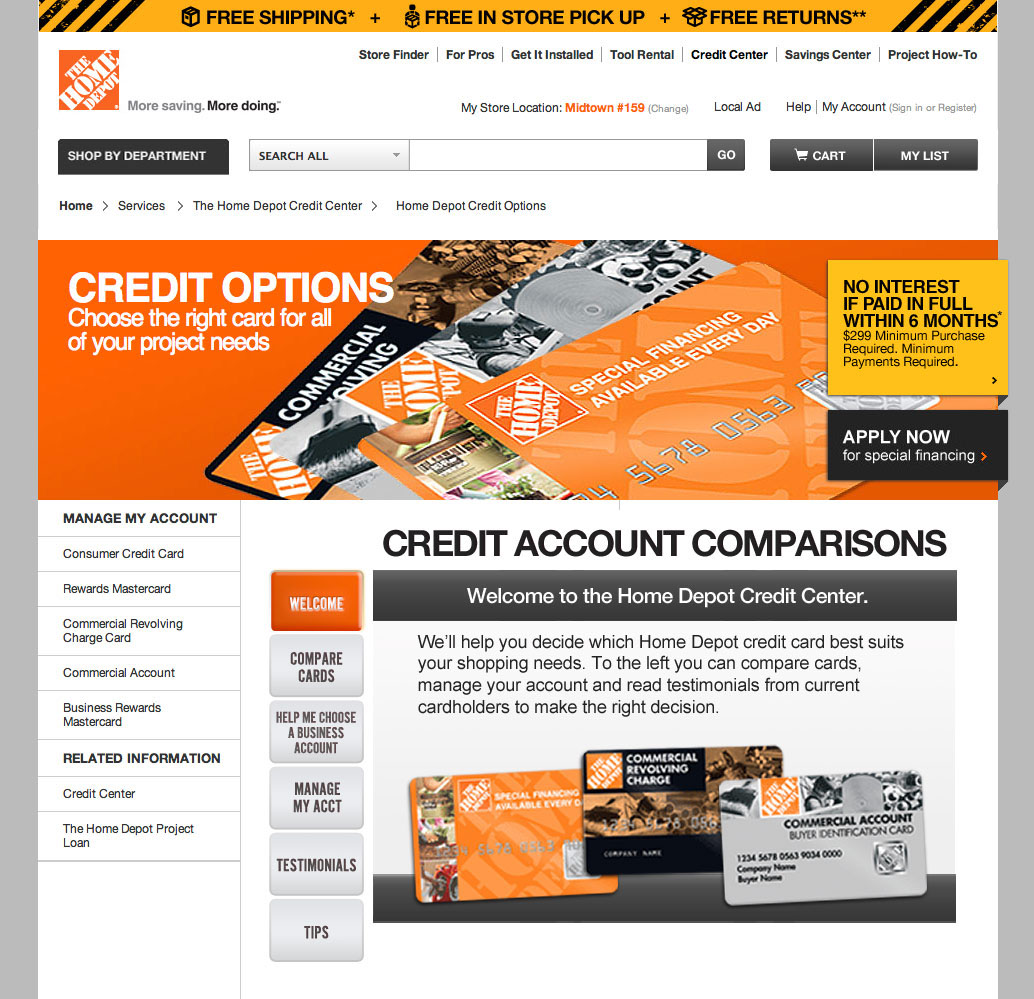 FREE SHIPPING* + FREE IN STORE PICK UP + FREE RETURNS**
Store Finder For Pros Get It Installed Tool Rental Credit Center Savings Center Project How-To
THE HOME DEPOT
More saving. More doing.™
My Store Location: Midtown #159 (Change) Local Ad Help My Account (Sign in or Register)
SHOP BY DEPARTMENT SEARCH ALL GO CART MY LIST
Home > Services > The Home Depot Credit Center > Home Depot Credit Options
CREDIT OPTIONS
Choose the right card for all
of your project needs
COMMERCIAL
THE HOME DEPOT
SPECIAL FINANCING
AVAILABLE EVERY DAY
5678 0563
NO INTEREST
IF PAID IN FULL
WITHIN 6 MONTHS*
$299 Minimum Purchase
Required. Minimum
Payments Required.
APPLY NOW
for special financing >
MANAGE MY ACCOUNT
Consumer Credit Card
Rewards Mastercard
Commercial Revolving
Charge Card
Commercial Account
Business Rewards
Mastercard
RELATED INFORMATION
Credit Center
The Home Depot Project
Loan
CREDIT ACCOUNT COMPARISONS
WELCOME
COMPARE
CARDS
HELP ME CHOOSE
A BUSINESS
ACCOUNT
MANAGE
MY ACCT
TESTIMONIALS
TIPS
Welcome to the Home Depot Credit Center.
We'll help you decide which Home Depot credit card best suits
your shopping needs. To the left you can compare cards,
manage your account and read testimonials from current
cardholders to make the right decision.
THE HOME DEPOT
SPECIAL FINANCING
AVAILABLE EVERY D
1234 5678 0563
THE HOME DEPOT
COMMERCIAL
REVOLVING
CHARGE
1234 5678 056
COMPANY NAME
THE HOME DEPOT
COMMERCIAL ACCOUNT
BUYER IDENTIFICATION CARD
1234 5678 0563 9034 0000
Company Name
Buyer Name